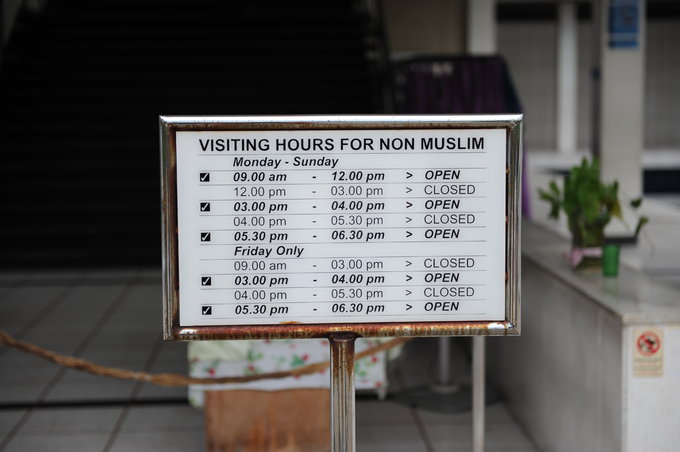 VISITING HOURS FOR NON MUSLIM
Monday - Sunday
09.00 am - 12.00 pm > OPEN
12.00 pm - 03.00 pm > CLOSED
03.00 pm - 04.00 pm > OPEN
04.00 pm - 05.30 pm > CLOSED
05.30 pm - 06.30 pm > OPEN
Friday Only
09.00 am - 03.00 pm > CLOSED
03.00 pm - 04.00 pm > OPEN
04.00 pm - 05.30 pm > CLOSED
05.30 pm - 06.30 pm > OPEN